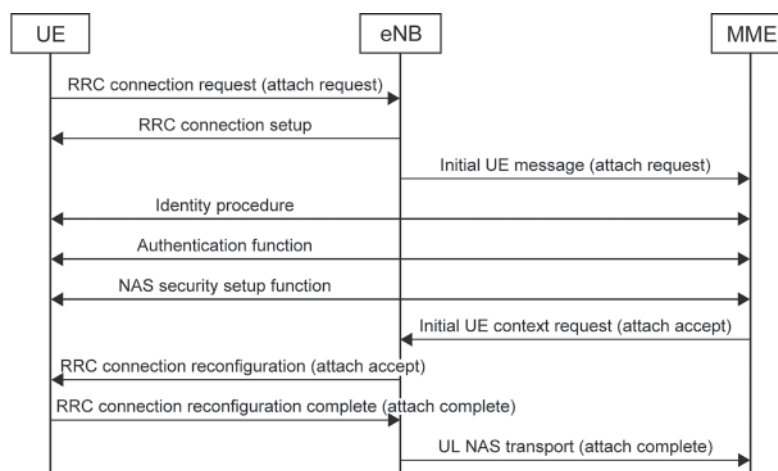 UE
eNB
MME
RRC connection request (attach request)
RRC connection setup
Initial UE message (attach request)
Identity procedure
Authentication function
NAS security setup function
Initial UE context request (attach accept)
RRC connection reconfiguration (attach accept)
RRC connection reconfiguration complete (attach complete)
UL NAS transport (attach complete)